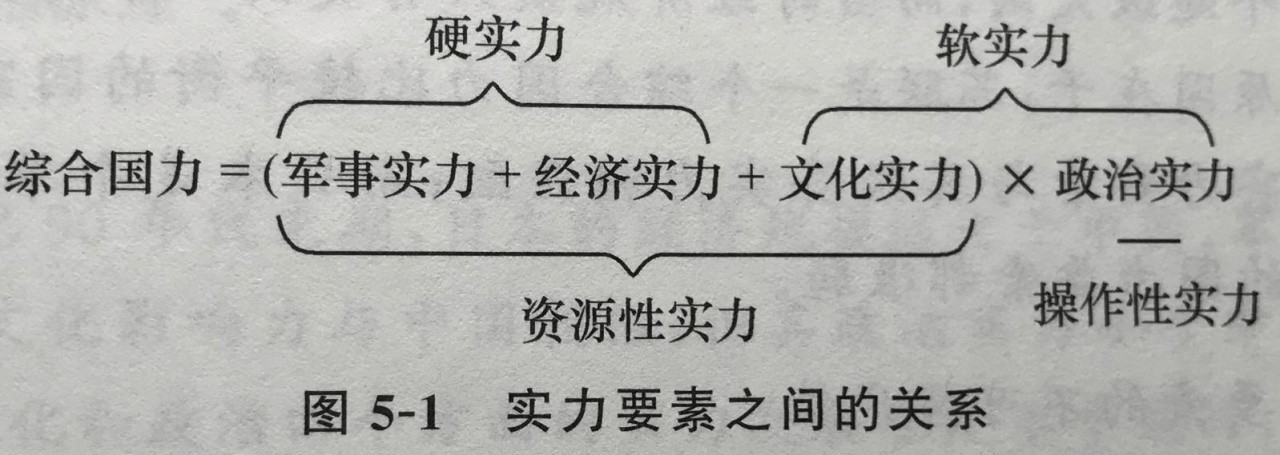 硬实力 软实力
综合国力 = (军事实力 + 经济实力 + 文化实力) × 政治实力
资源性实力 操作性实力
图 5-1 实力要素之间的关系